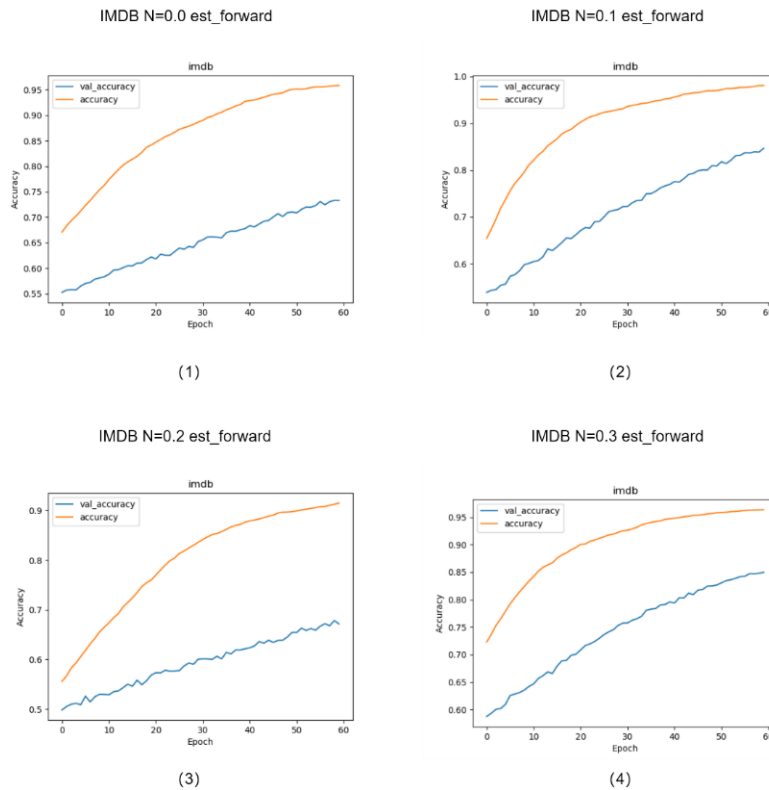 IMDB N=0.0 est_forward
imdb
val_accuracy
accuracy
0.95
0.90
0.85
0.80
0.75
0.70
0.65
0.60
0.55
Accuracy
0 10 20 30 40 50 60
Epoch
(1)
IMDB N=0.1 est_forward
imdb
val_accuracy
accuracy
1.0
0.9
0.8
0.7
0.6
Accuracy
0 10 20 30 40 50 60
Epoch
(2)
IMDB N=0.2 est_forward
imdb
val_accuracy
accuracy
0.9
0.8
0.7
0.6
0.5
Accuracy
0 10 20 30 40 50 60
Epoch
(3)
IMDB N=0.3 est_forward
imdb
val_accuracy
accuracy
0.95
0.90
0.85
0.80
0.75
0.70
0.65
0.60
Accuracy
0 10 20 30 40 50 60
Epoch
(4)